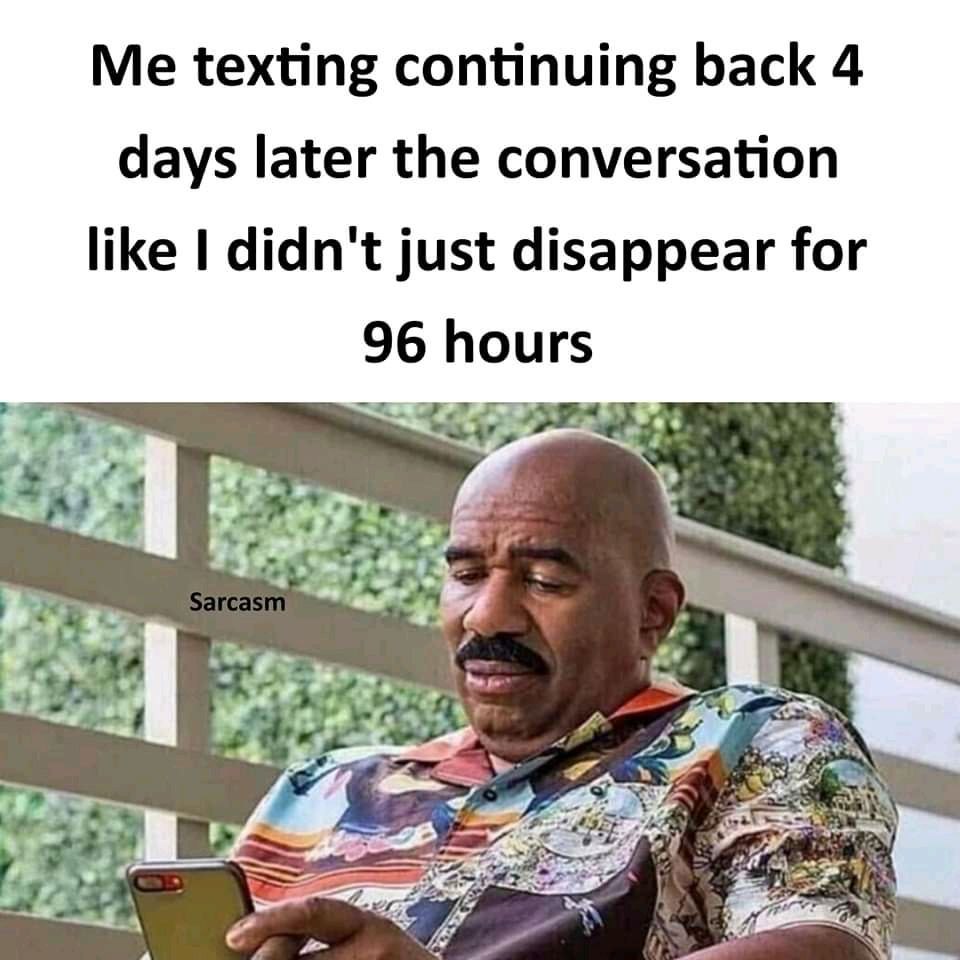 Me texting continuing back 4
days later the conversation
like I didn't just disappear for
96 hours
Sarcasm